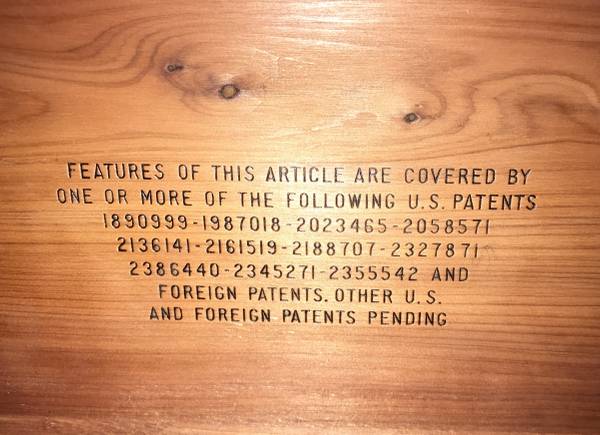 FEATURES OF THIS ARTICLE ARE COVERED BY
ONE OR MORE OF THE FOLLOWING U.S. PATENTS
1890999-1987018-2023465-2058571
2136141-2161519-2188707-2327871
2386440-2345271-2355542 AND
FOREIGN PATENTS. OTHER U.S.
AND FOREIGN PATENTS PENDING